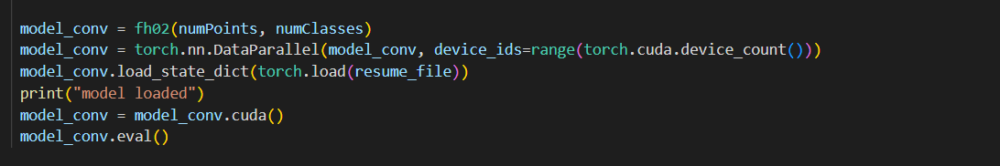 model_conv = fh02(numPoints, numClasses)
model_conv = torch.nn.DataParallel(model_conv, device_ids=range(torch.cuda.device_count()))
model_conv.load_state_dict(torch.load(resume_file))
print("model loaded")
model_conv = model_conv.cuda()
model_conv.eval()